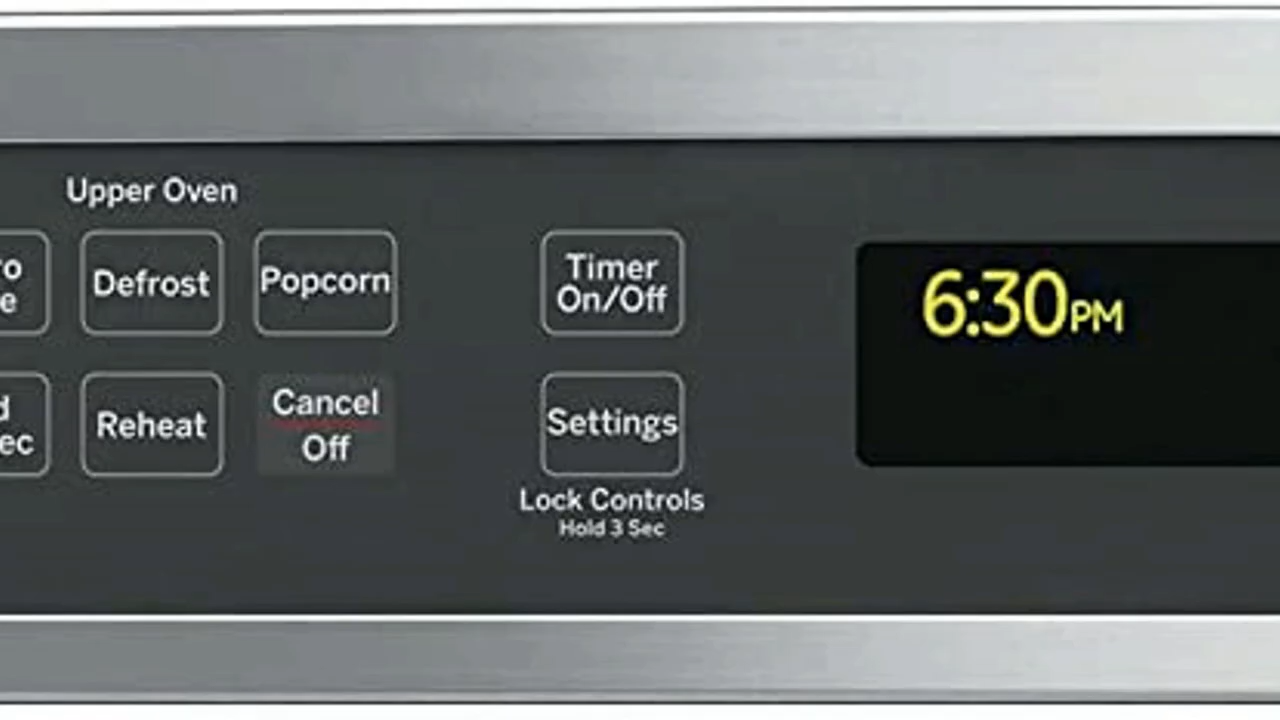 Upper Oven
Defrost
Popcorn
Timer
On/Off
6:30PM
Reheat
Cancel
Off
Settings
Lock Controls
Hold 3 Sec